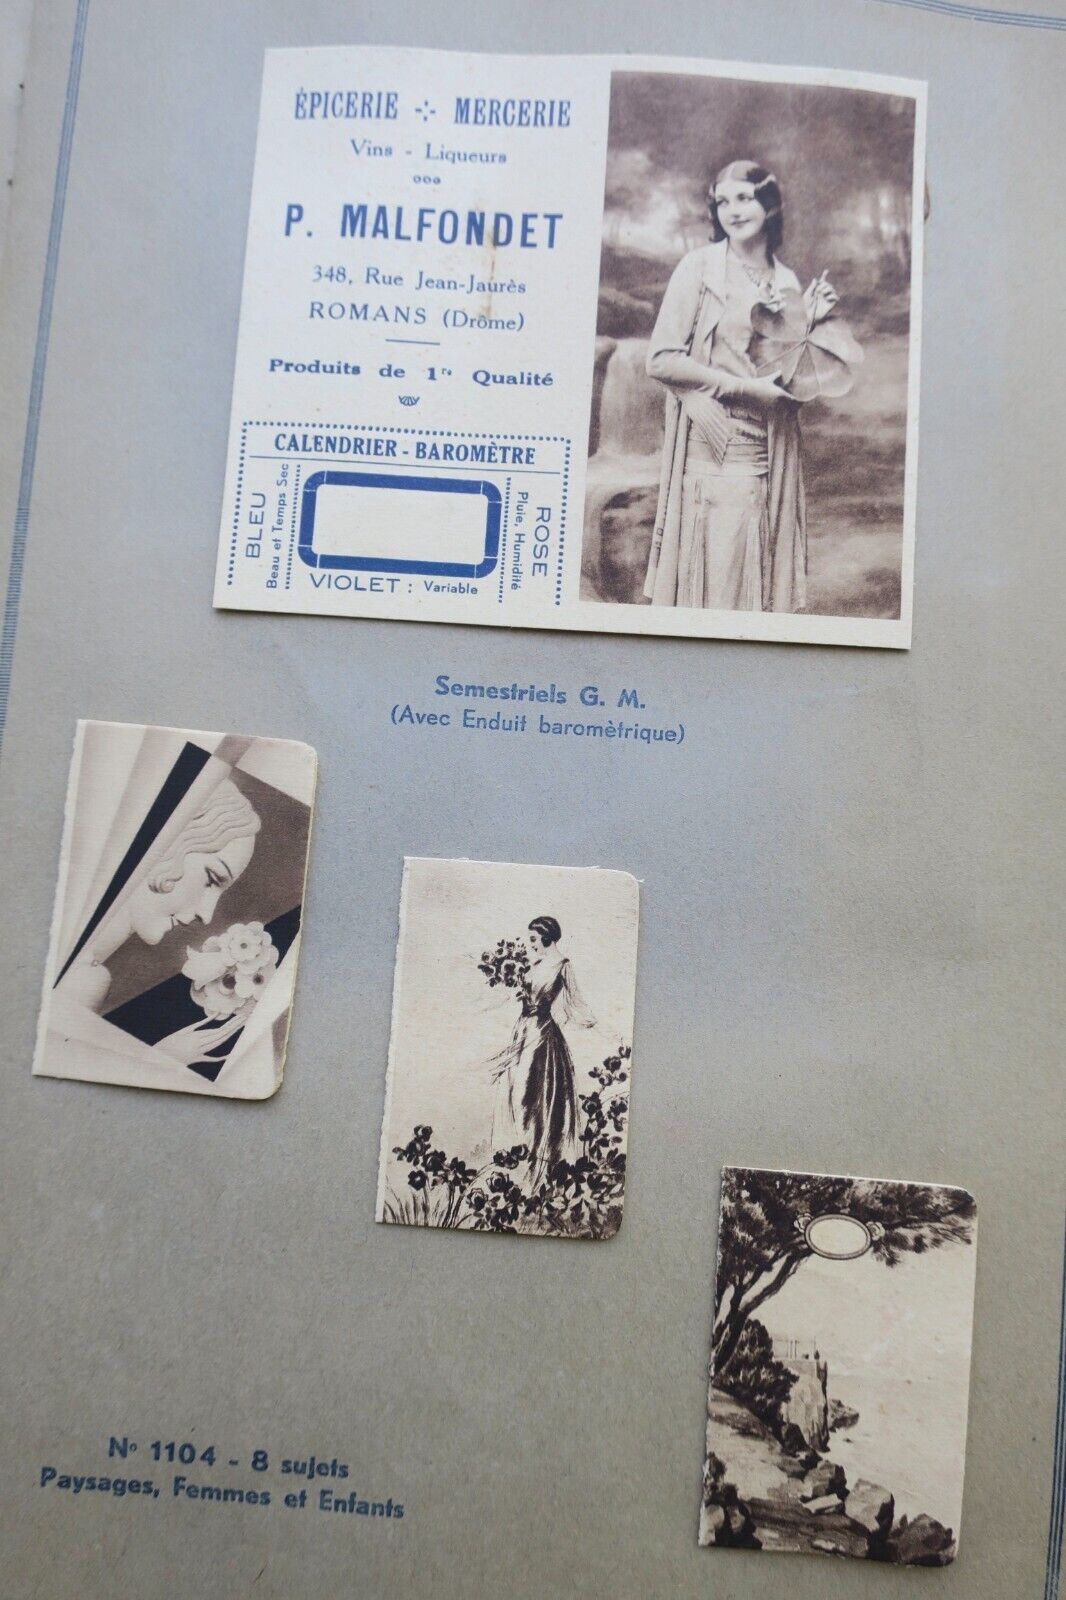 ÉPICERIE -:- MERCERIE
Vins - Liqueurs
P. MALFONDET
348, Rue Jean-Jaurès
ROMANS (Drôme)
Produits de 1re Qualité
CALENDRIER - BAROMÈTRE
BLEU
Beau et Temps Sec
ROSE
Pluie, Humidité
VIOLET : Variable
Semestriels G. M.
(Avec Enduit baromètrique)
No 1104 - 8 sujets
Paysages, Femmes et Enfants